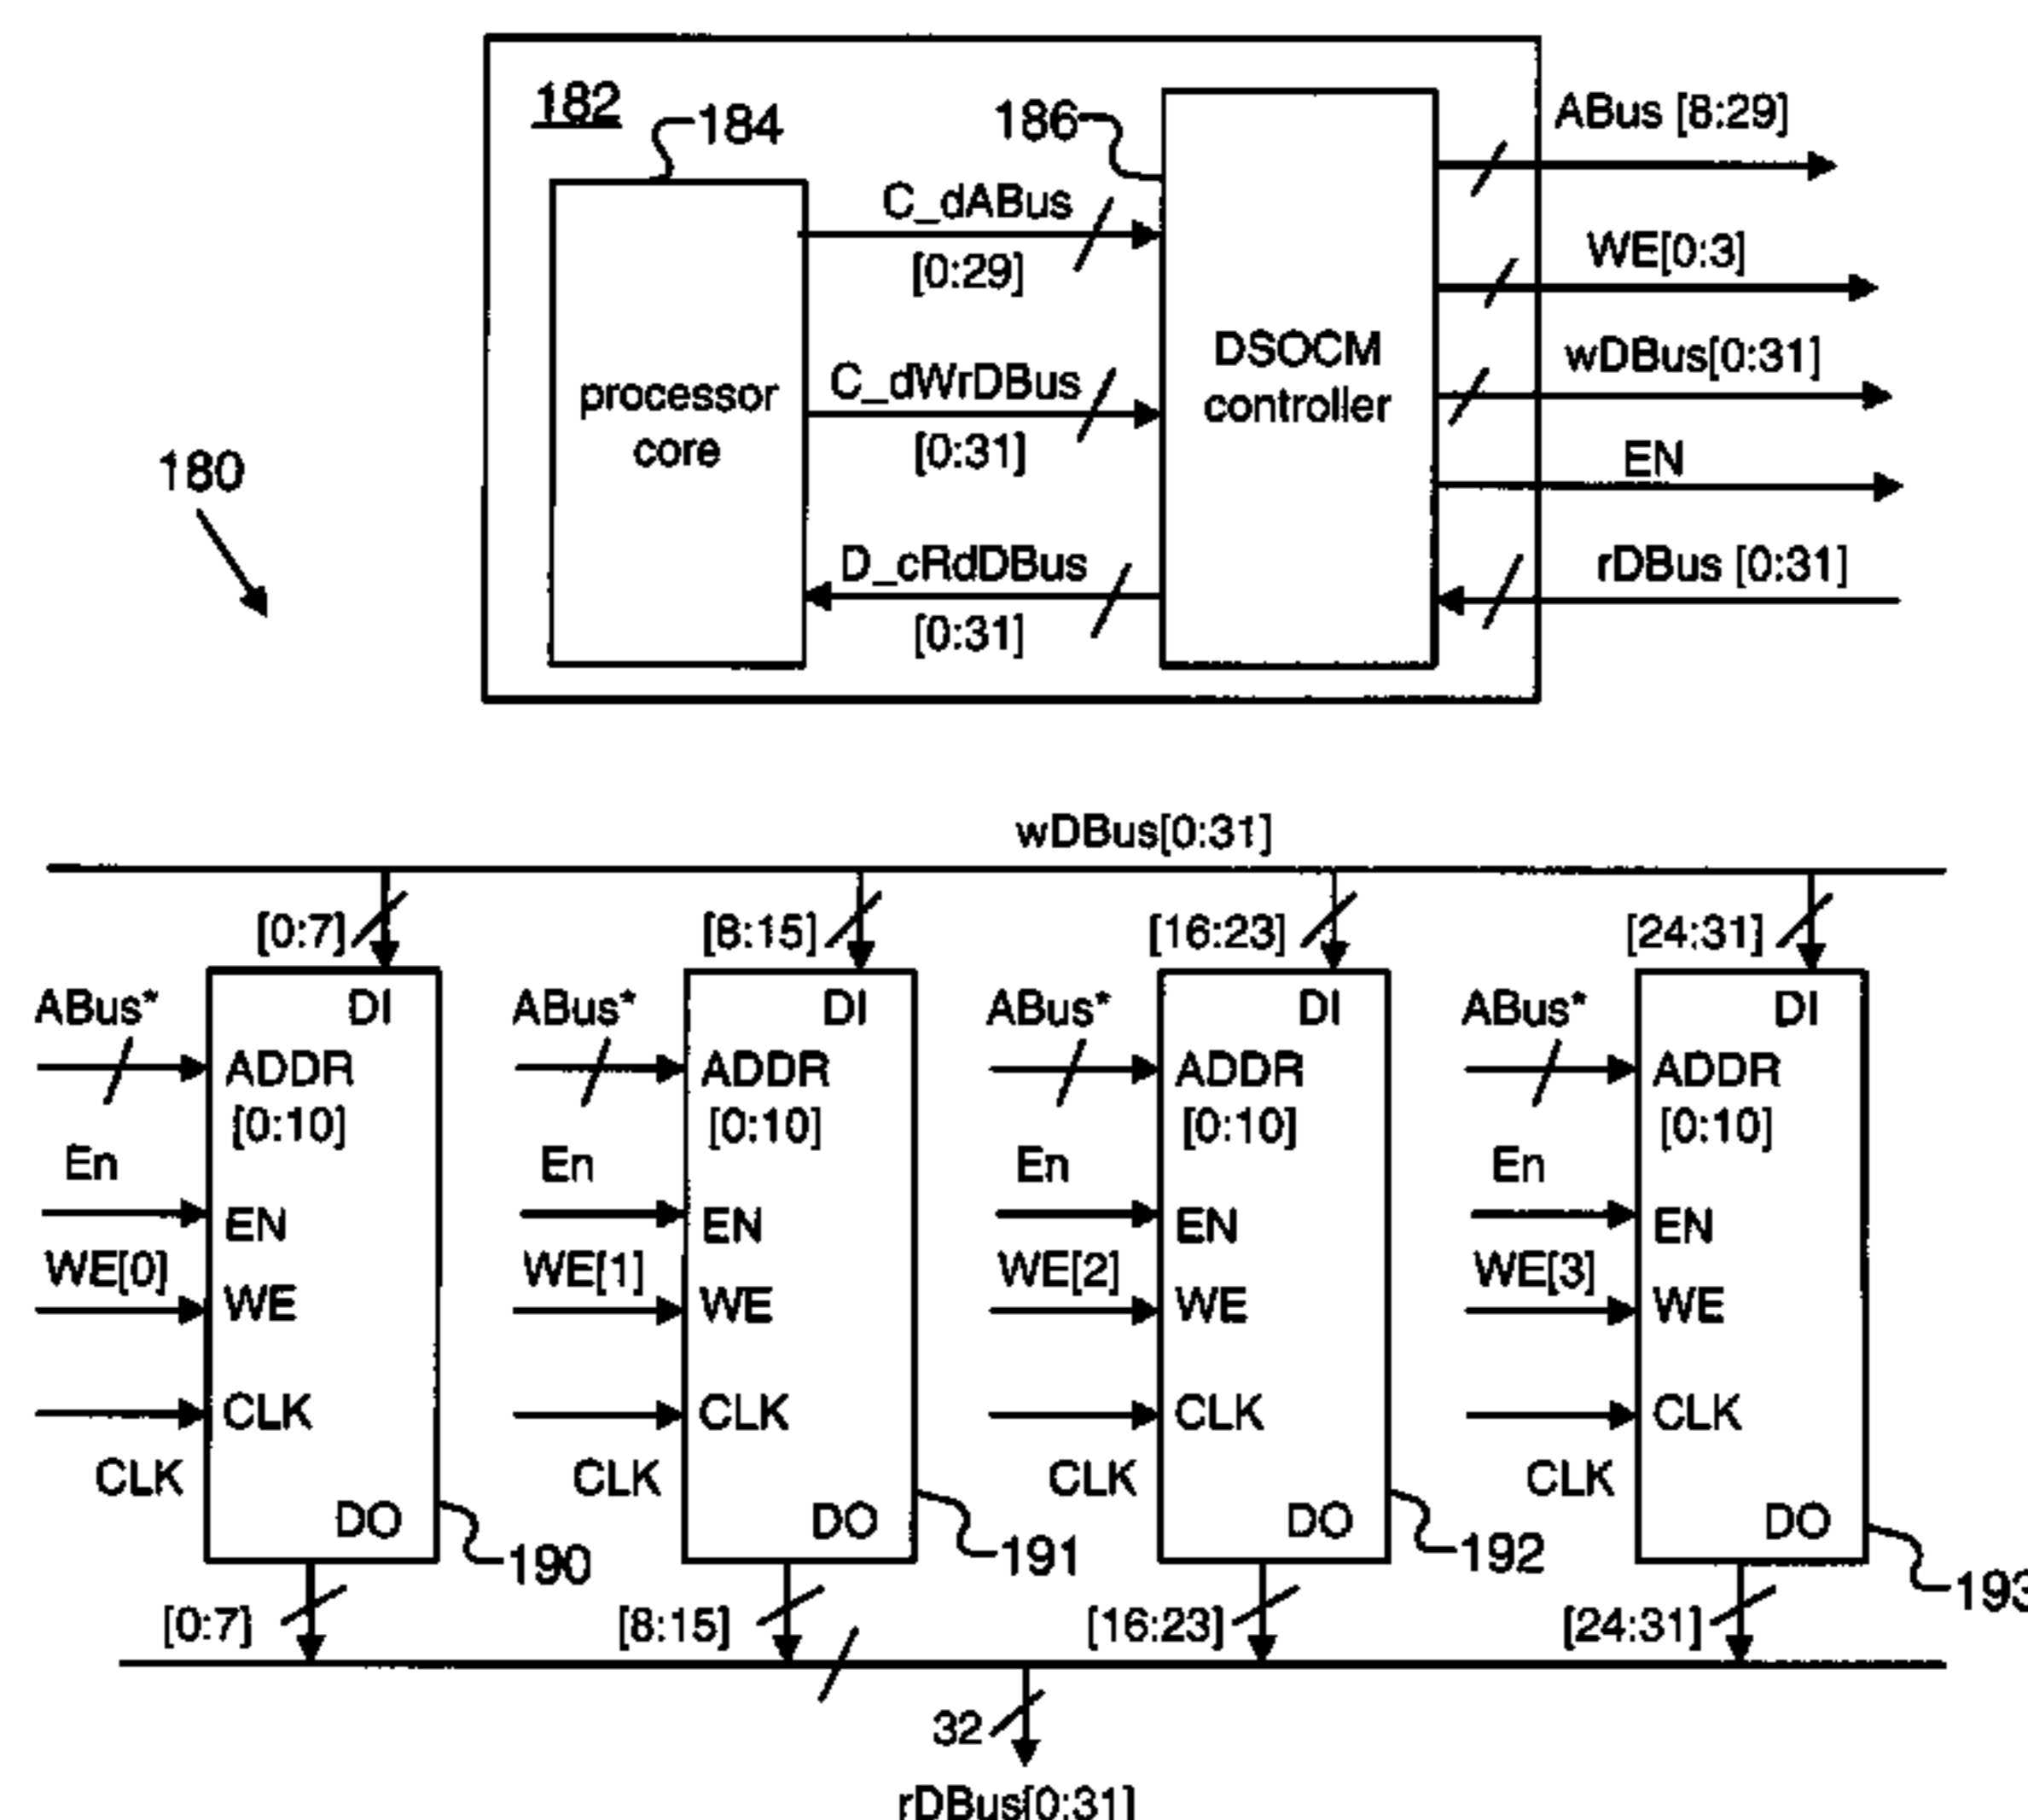 182
184
186
ABus [8:29]
C_dABus
[0:29]
WE[0:3]
processor
core
DSOCM
controller
wDBus[0:31]
C_dWrDBus
[0:31]
EN
180
D_cRdDBus
[0:31]
rDBus [0:31]
wDBus[0:31]
[0:7]
[8:15]
[16:23]
[24:31]
ABus*
DI
ADDR
[0:10]
En
EN
WE[0]
WE
CLK
CLK
DO
190
ABus*
DI
ADDR
[0:10]
En
EN
WE[1]
WE
CLK
CLK
DO
191
ABus*
DI
ADDR
[0:10]
En
EN
WE[2]
WE
CLK
CLK
DO
192
ABus*
DI
ADDR
[0:10]
En
EN
WE[3]
WE
CLK
CLK
DO
193
[0:7]
[8:15]
[16:23]
[24:31]
32
rDBus[0:31]